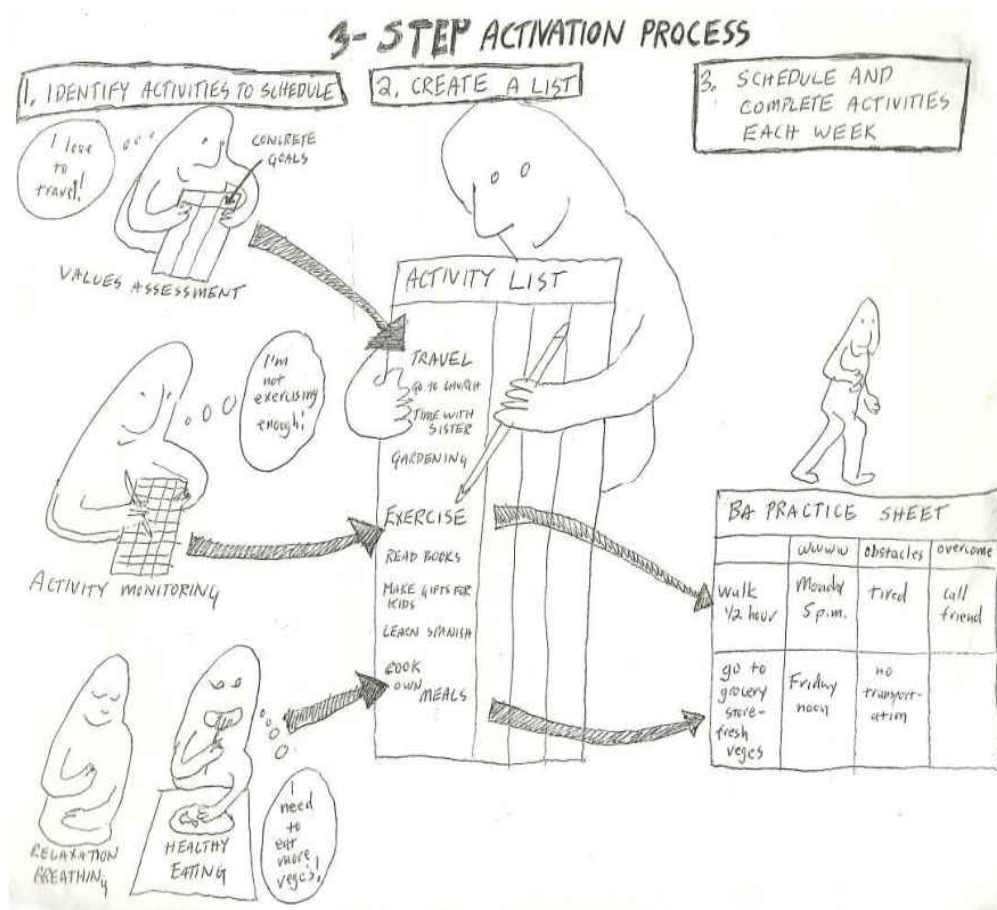 3-STEP ACTIVATION PROCESS
1. IDENTIFY ACTIVITIES TO SCHEDULE
I love
to
travel!
CONCRETE
GOALS
VALUES ASSESSMENT
I'm
not
exercising
enough!
ACTIVITY MONITORING
RELAXATION
BREATHING
HEALTHY
EATING
I
need
to
eat
more
veges!
2. CREATE A LIST
ACTIVITY LIST
TRAVEL
GO TO CHURCH
TIME WITH
SISTER
GARDENING
EXERCISE
READ BOOKS
MAKE GIFTS FOR
KIDS
LEARN SPANISH
COOK
OWN
MEALS
3. SCHEDULE AND
COMPLETE ACTIVITIES
EACH WEEK
BA PRACTICE SHEET
wwww obstacles overcome
walk
1/2 hour
Monday
5 p.m.
tired
call
friend
go to
grocery
store-
fresh
veges
Friday
noon
no
transport-
ation